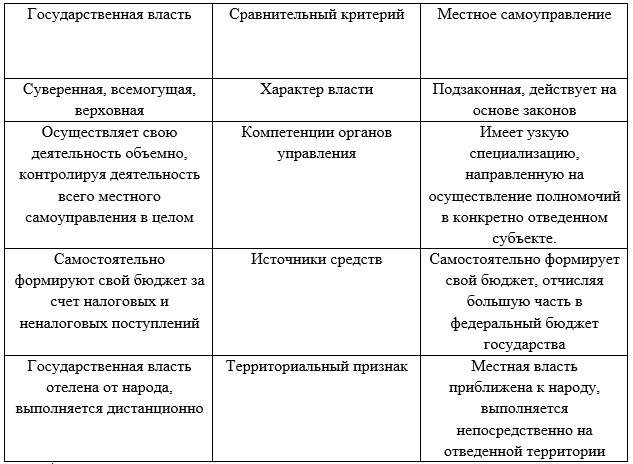 Государственная власть
Сравнительный критерий
Местное самоуправление
Суверенная, всемогущая,
верховная
Характер власти
Подзаконная, действует на
основе законов
Осуществляет свою
деятельность объемно,
контролируя деятельность
всего местного
самоуправления в целом
Компетенции органов
управления
Имеет узкую
специализацию,
направленную на
осуществление полномочий
в конкретно отведенном
субъекте.
Самостоятельно
формируют свой бюджет за
счет налоговых и
неналоговых поступлений
Источники средств
Самостоятельно формирует
свой бюджет, отчисляя
большую часть в
федеральный бюджет
государства
Государственная власть
отелена от народа,
выполняется дистанционно
Территориальный признак
Местная власть
приближена к народу,
выполняется
непосредственно на
отведенной территории